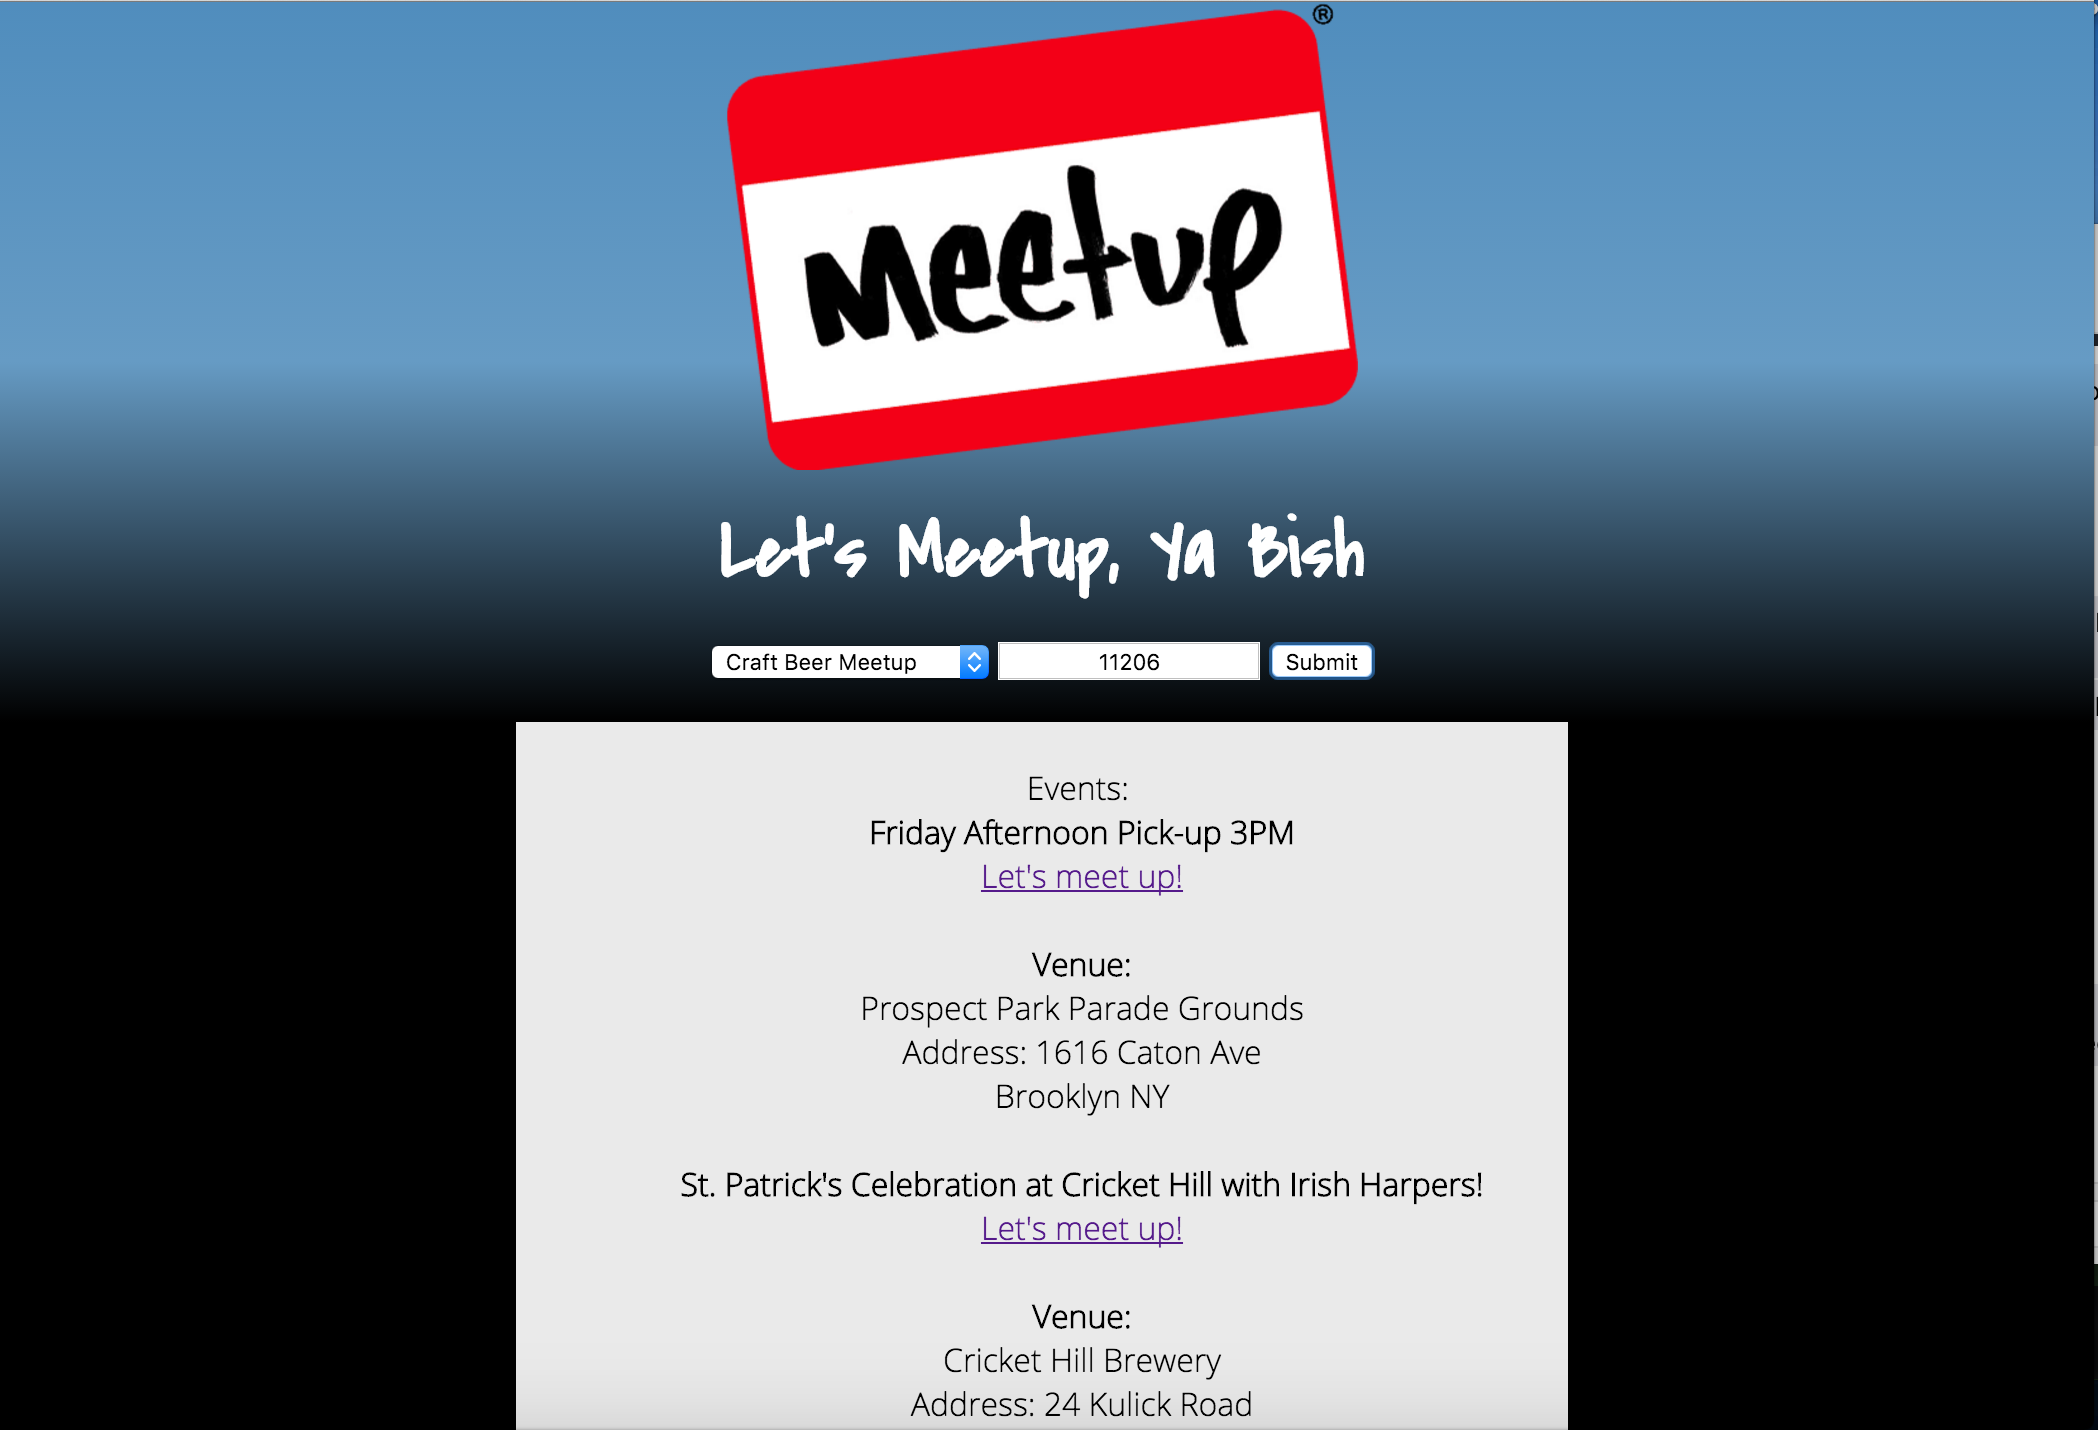 ®
meetup
Let's Meetup, Ya Bish
Craft Beer Meetup 11206 Submit
Events:
Friday Afternoon Pick-up 3PM
Let's meet up!
Venue:
Prospect Park Parade Grounds
Address: 1616 Caton Ave
Brooklyn NY
St. Patrick's Celebration at Cricket Hill with Irish Harpers!
Let's meet up!
Venue:
Cricket Hill Brewery
Address: 24 Kulick Road